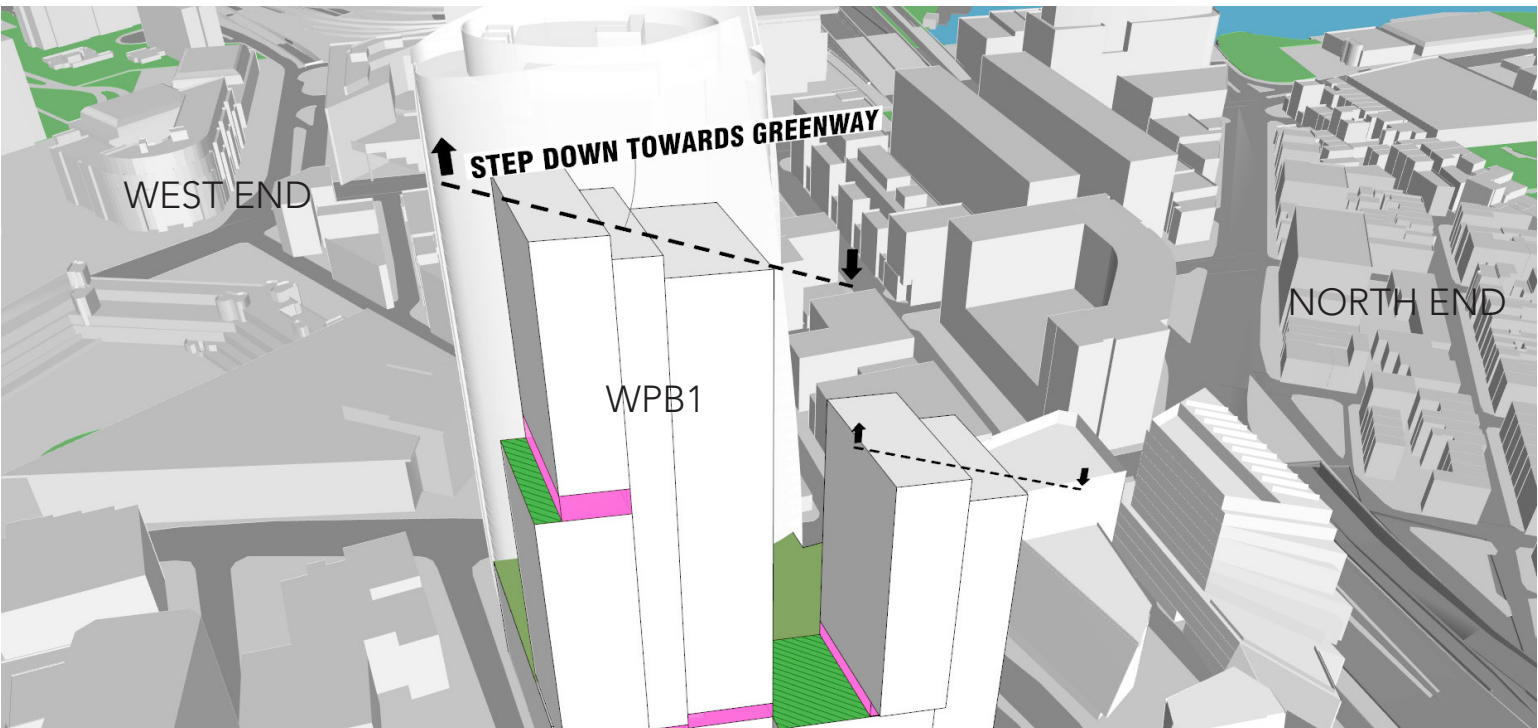 STEP DOWN TOWARDS GREENWAY
WEST END
NORTH END
WPB1